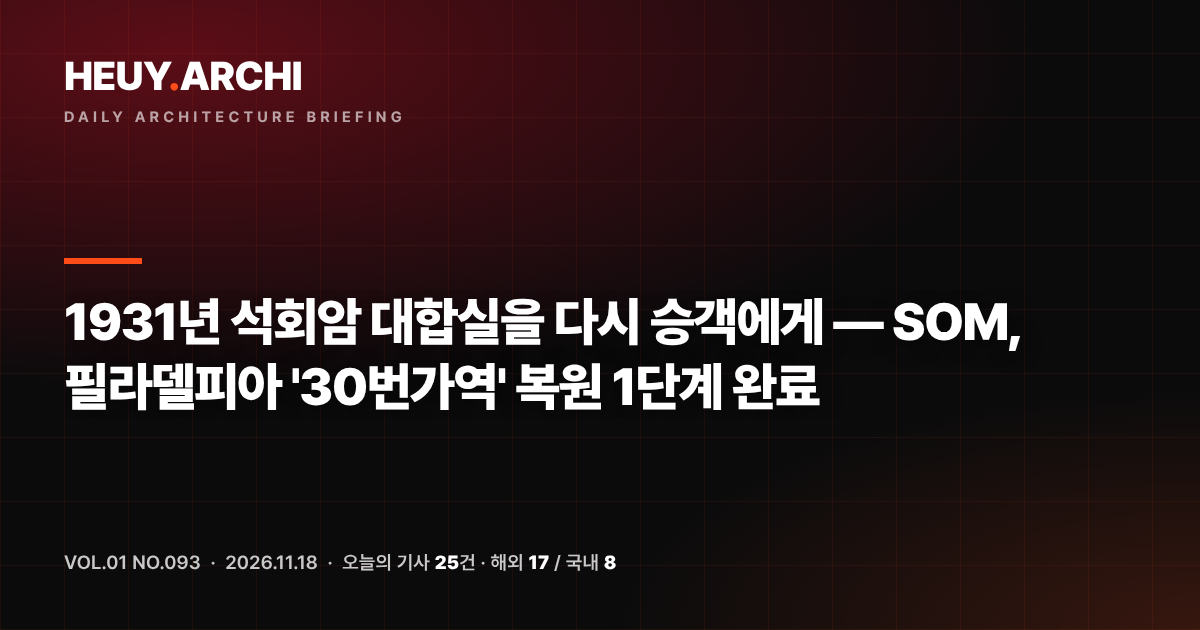 HEUY.ARCHI
DAILY ARCHITECTURE BRIEFING
1931년 석회암 대합실을 다시 승객에게 — SOM,
필라델피아 '30번가역' 복원 1단계 완료
VOL.01 NO.093 · 2026.11.18 · 오늘의 기사 25건 · 해외 17 / 국내 8